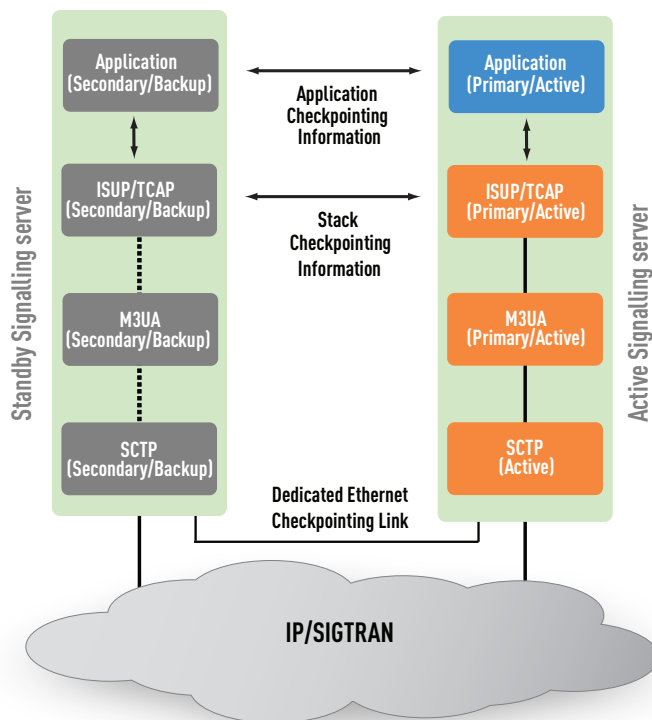 Standby Signalling server
Application
(Secondary/Backup)
ISUP/TCAP
(Secondary/Backup)
M3UA
(Secondary/Backup)
SCTP
(Secondary/Backup)
Application
Checkpointing
Information
Stack
Checkpointing
Information
Dedicated Ethernet
Checkpointing Link
Application
(Primary/Active)
ISUP/TCAP
(Primary/Active)
M3UA
(Primary/Active)
SCTP
(Active)
Active Signalling server
IP/SIGTRAN